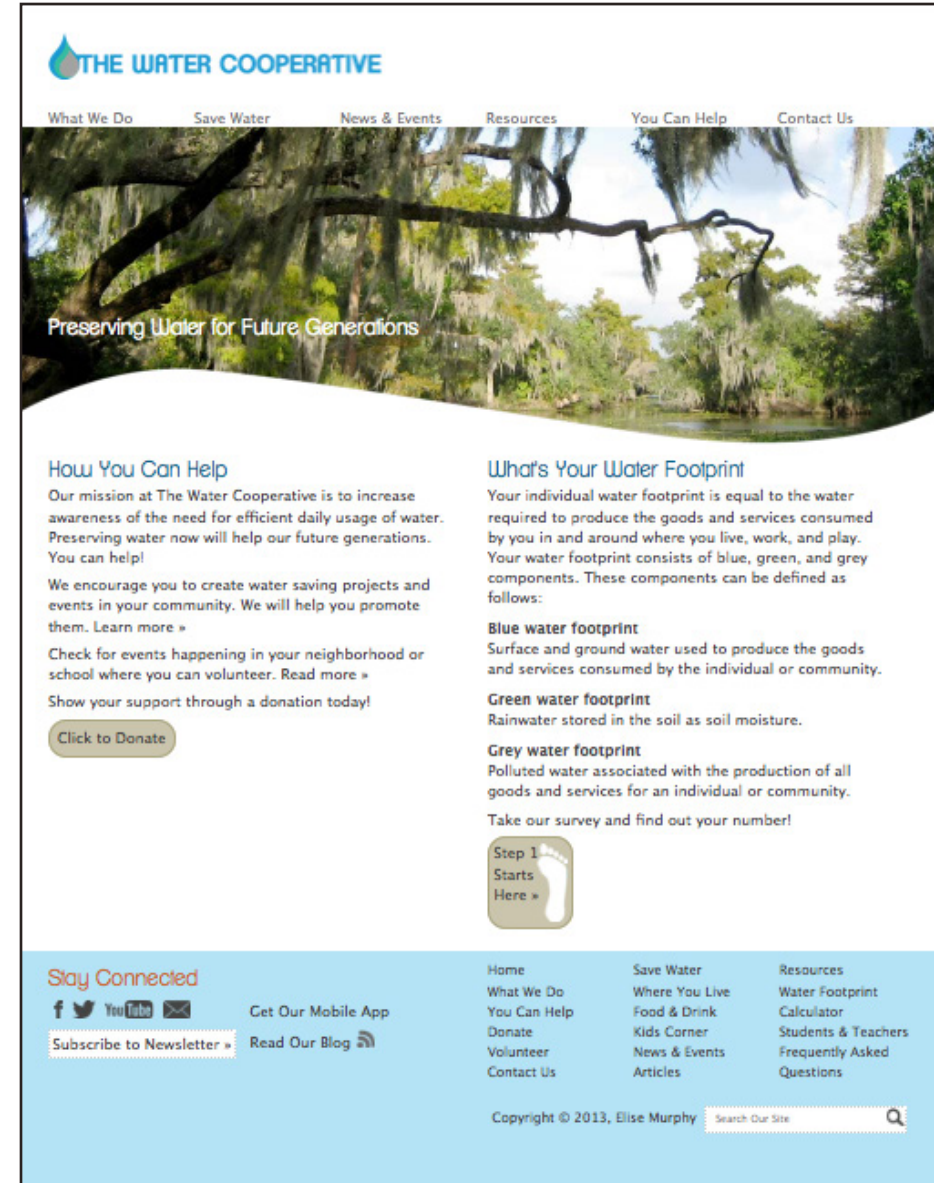 THE WATER COOPERATIVE
What We Do Save Water News & Events Resources You Can Help Contact Us
Preserving Water for Future Generations
How You Can Help
Our mission at The Water Cooperative is to increase
awareness of the need for efficient daily usage of water.
Preserving water now will help our future generations.
You can help!
We encourage you to create water saving projects and
events in your community. We will help you promote
them. Learn more »
Check for events happening in your neighborhood or
school where you can volunteer. Read more »
Show your support through a donation today!
Click to Donate
What's Your Water Footprint
Your individual water footprint is equal to the water
required to produce the goods and services consumed
by you in and around where you live, work, and play.
Your water footprint consists of blue, green, and grey
components. These components can be defined as
follows:
Blue water footprint
Surface and ground water used to produce the goods
and services consumed by the individual or community.
Green water footprint
Rainwater stored in the soil as soil moisture.
Grey water footprint
Polluted water associated with the production of all
goods and services for an individual or community.
Take our survey and find out your number!
Step 1
Starts
Here »
Stay Connected
f YouTube
Subscribe to Newsletter »
Get Our Mobile App
Read Our Blog
Home
What We Do
You Can Help
Donate
Volunteer
Contact Us
Save Water
Where You Live
Food & Drink
Kids Corner
News & Events
Articles
Resources
Water Footprint
Calculator
Students & Teachers
Frequently Asked
Questions
Copyright © 2013, Elise Murphy
Search Our Site